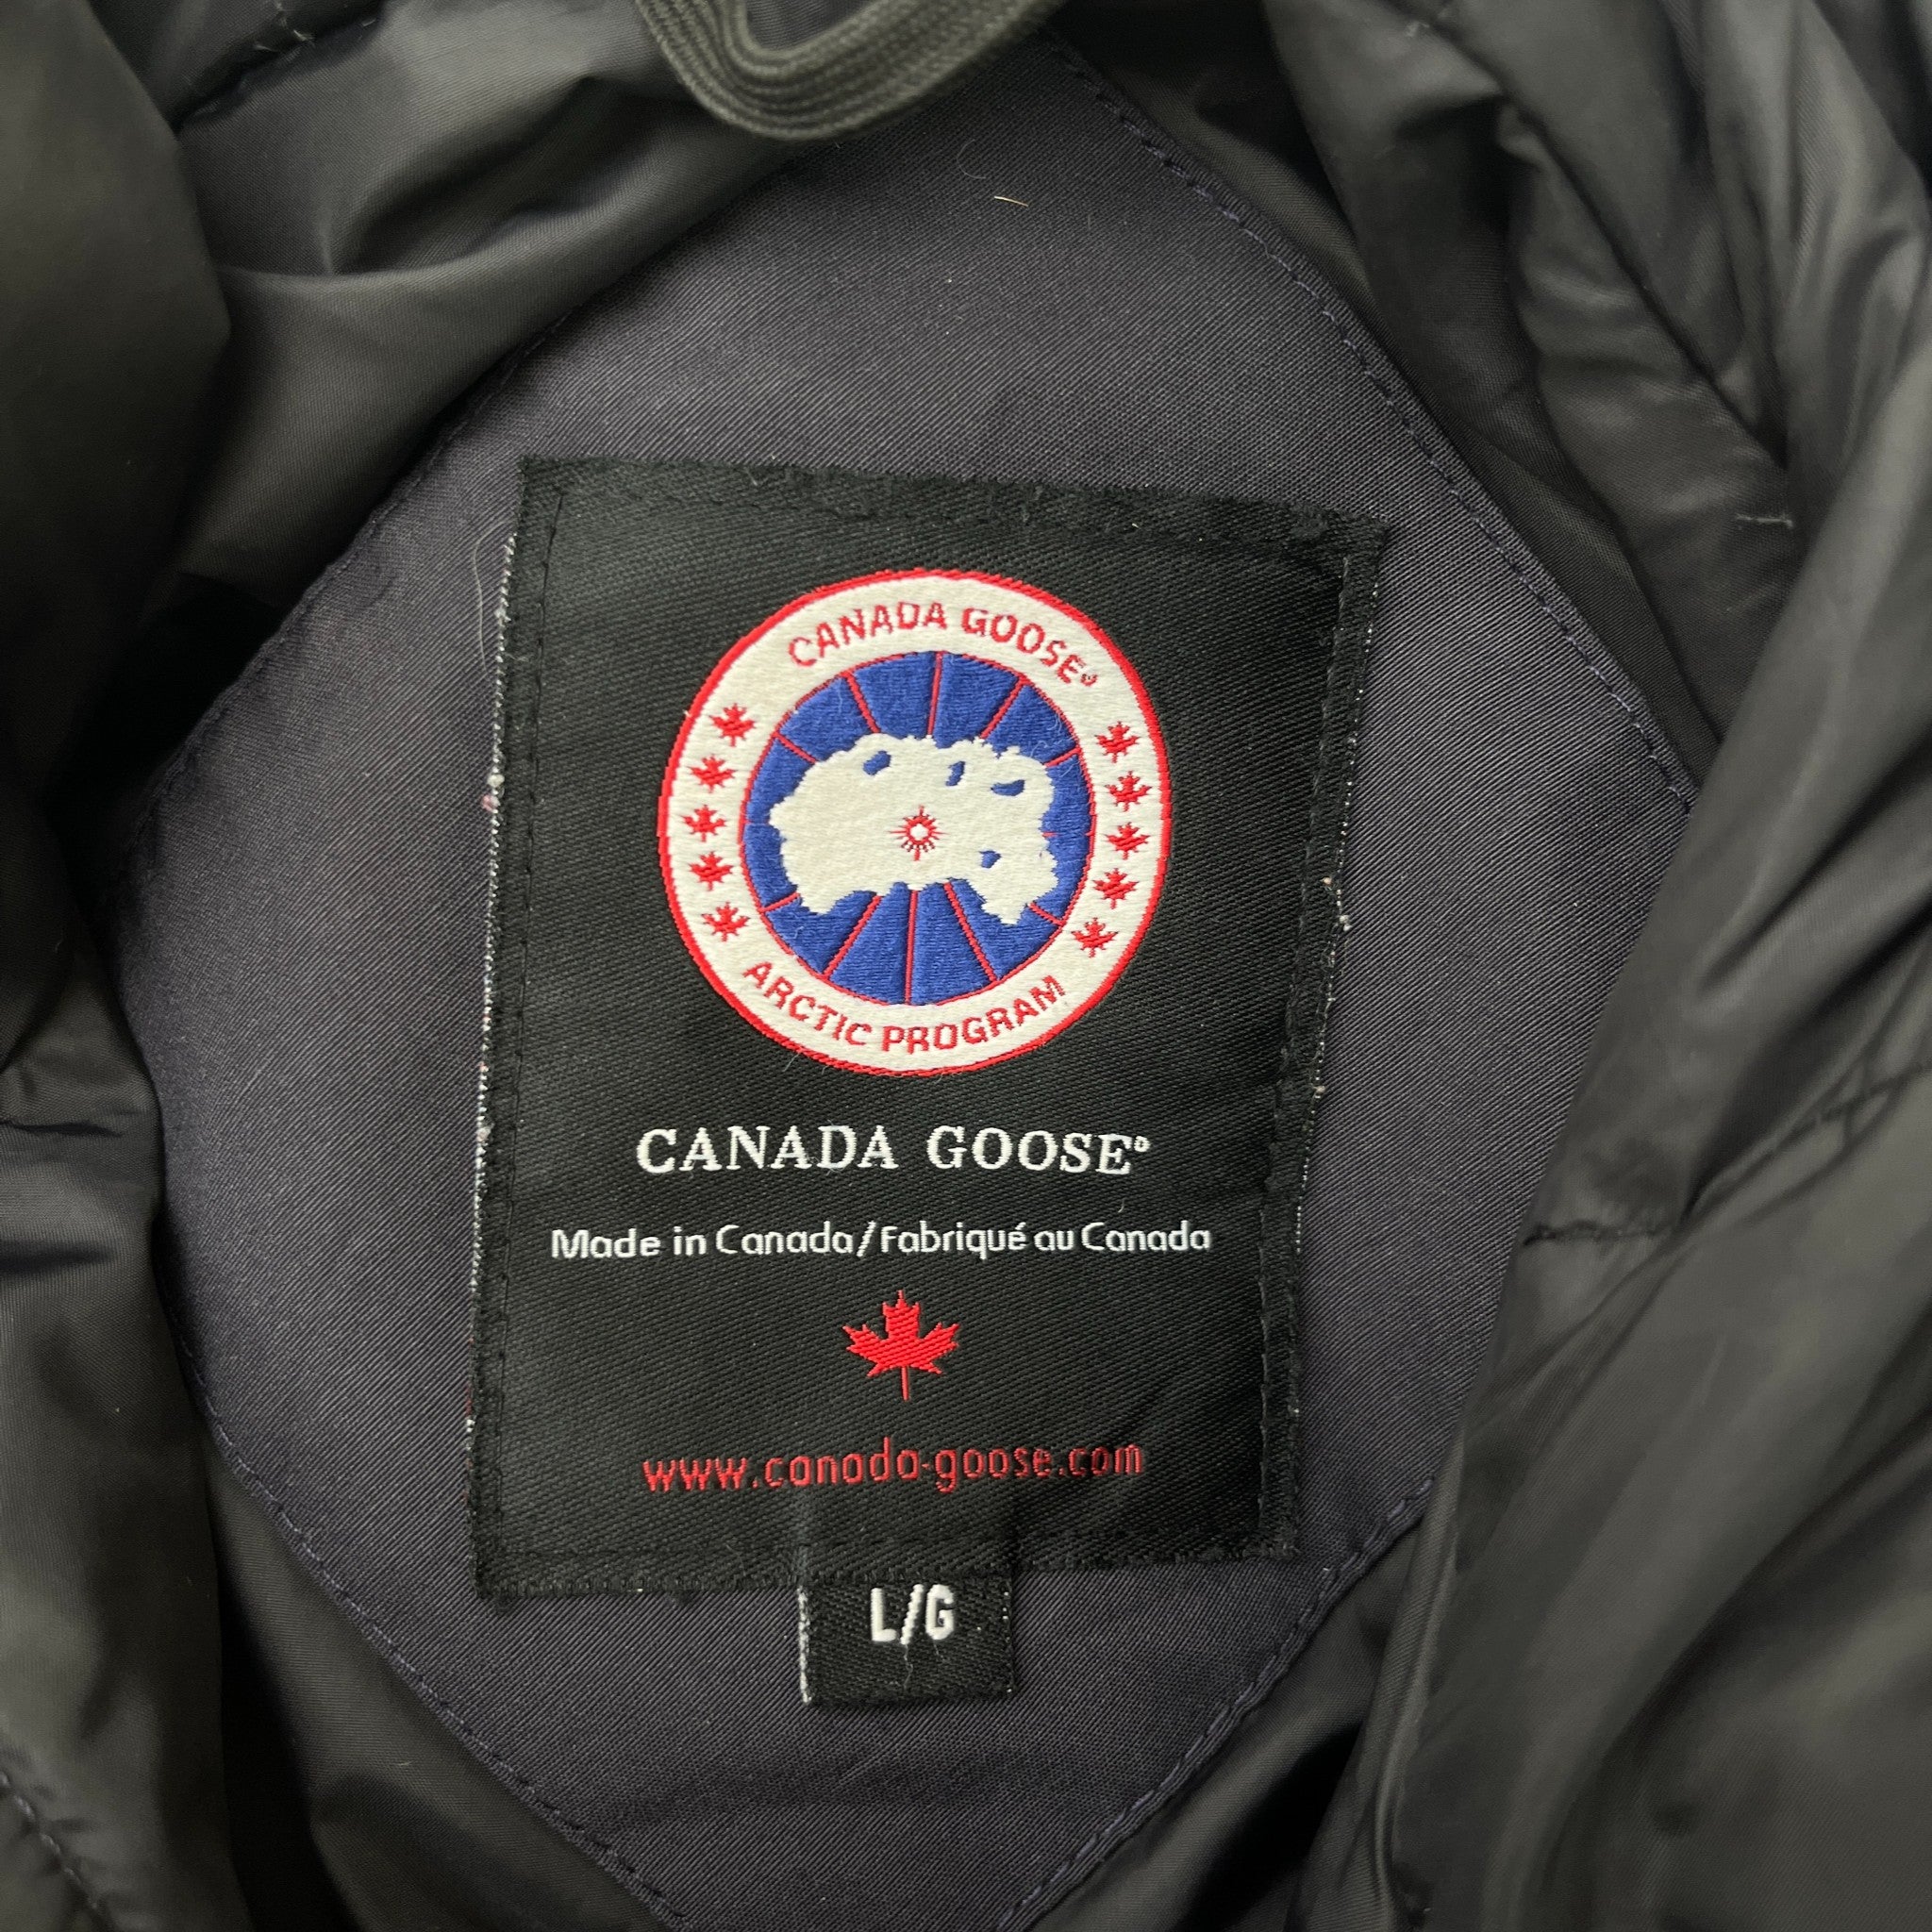 CANADA GOOSE®
ARCTIC PROGRAM
CANADA GOOSE®
Made in Canada/Fabriqué au Canada
www.canada-goose.com
L/G